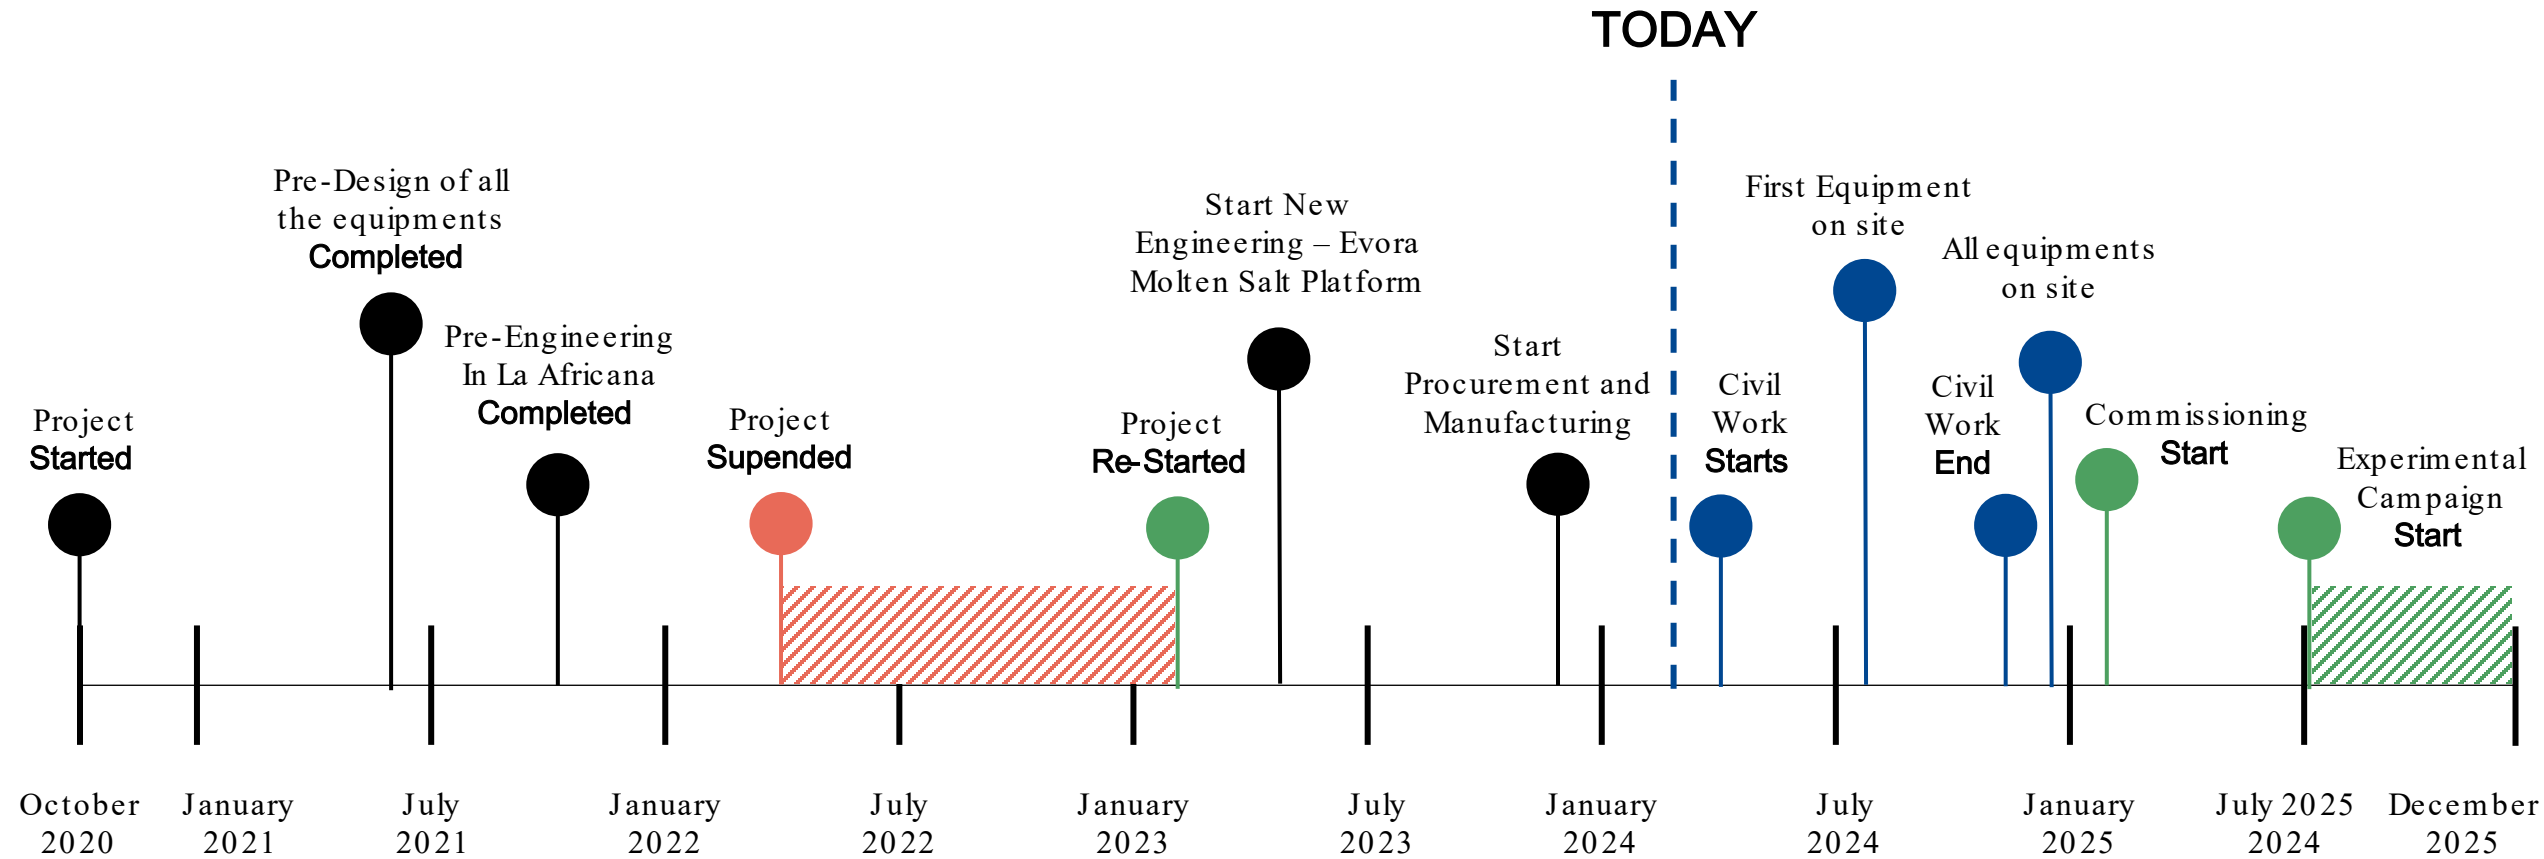 TODAY
Pre-Design of all
the equipments
Completed
Pre-Engineering
In La Africana
Completed
Project
Started
Project
Supended
Project
Re-Started
Start New
Engineering – Evora
Molten Salt Platform
Start
Procurement and
Manufacturing
Civil
Work
Starts
First Equipment
on site
Civil
Work
End
All equipments
on site
Commissioning
Start
Experimental
Campaign
Start
October
2020
January
2021
July
2021
January
2022
July
2022
January
2023
July
2023
January
2024
July
2024
January
2025
July 2025
2024
December
2025